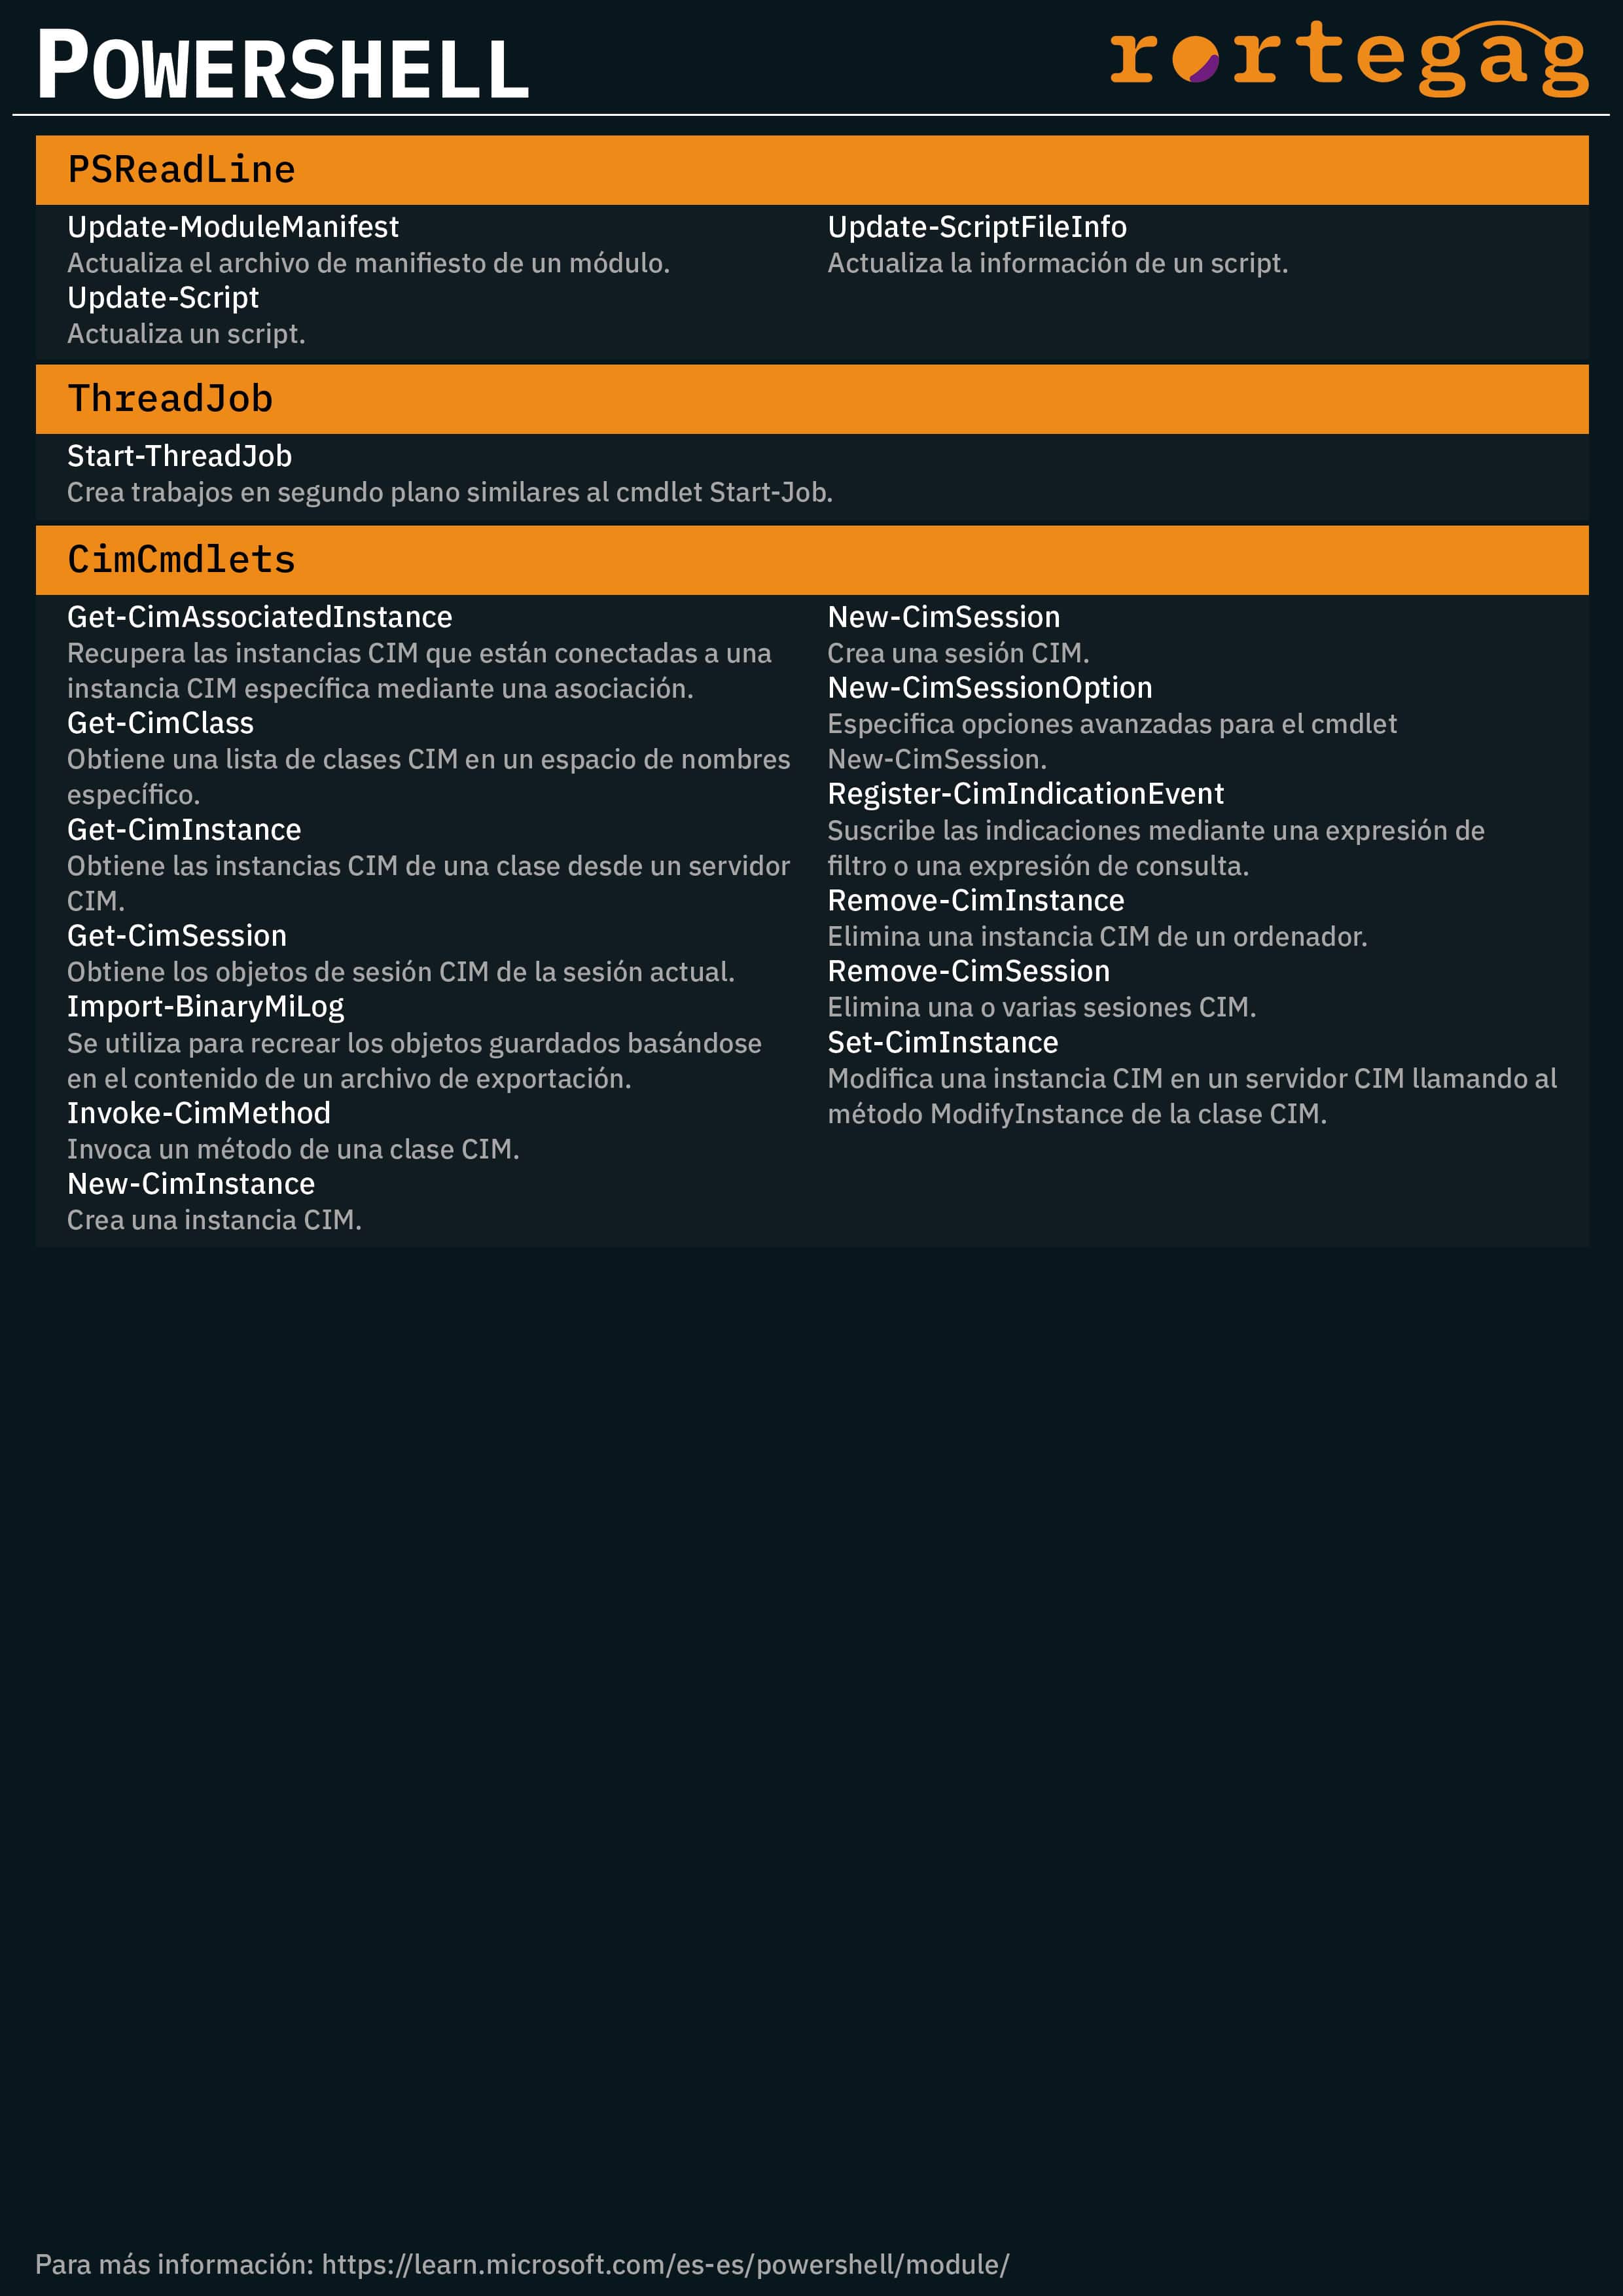 POWERSHELL
rortegag
PSReadLine
Update-ModuleManifest
Actualiza el archivo de manifiesto de un módulo.
Update-Script
Actualiza un script.
Update-ScriptFileInfo
Actualiza la información de un script.
ThreadJob
Start-ThreadJob
Crea trabajos en segundo plano similares al cmdlet Start-Job.
CimCmdlets
Get-CimAssociatedInstance
Recupera las instancias CIM que están conectadas a una
instancia CIM específica mediante una asociación.
Get-CimClass
Obtiene una lista de clases CIM en un espacio de nombres
específico.
Get-CimInstance
Obtiene las instancias CIM de una clase desde un servidor
CIM.
Get-CimSession
Obtiene los objetos de sesión CIM de la sesión actual.
Import-BinaryMiLog
Se utiliza para recrear los objetos guardados basándose
en el contenido de un archivo de exportación.
Invoke-CimMethod
Invoca un método de una clase CIM.
New-CimInstance
Crea una instancia CIM.
New-CimSession
Crea una sesión CIM.
New-CimSessionOption
Especifica opciones avanzadas para el cmdlet
New-CimSession.
Register-CimIndicationEvent
Suscribe las indicaciones mediante una expresión de
filtro o una expresión de consulta.
Remove-CimInstance
Elimina una instancia CIM de un ordenador.
Remove-CimSession
Elimina una o varias sesiones CIM.
Set-CimInstance
Modifica una instancia CIM en un servidor CIM llamando al
método ModifyInstance de la clase CIM.
Para más información: https://learn.microsoft.com/es-es/powershell/module/